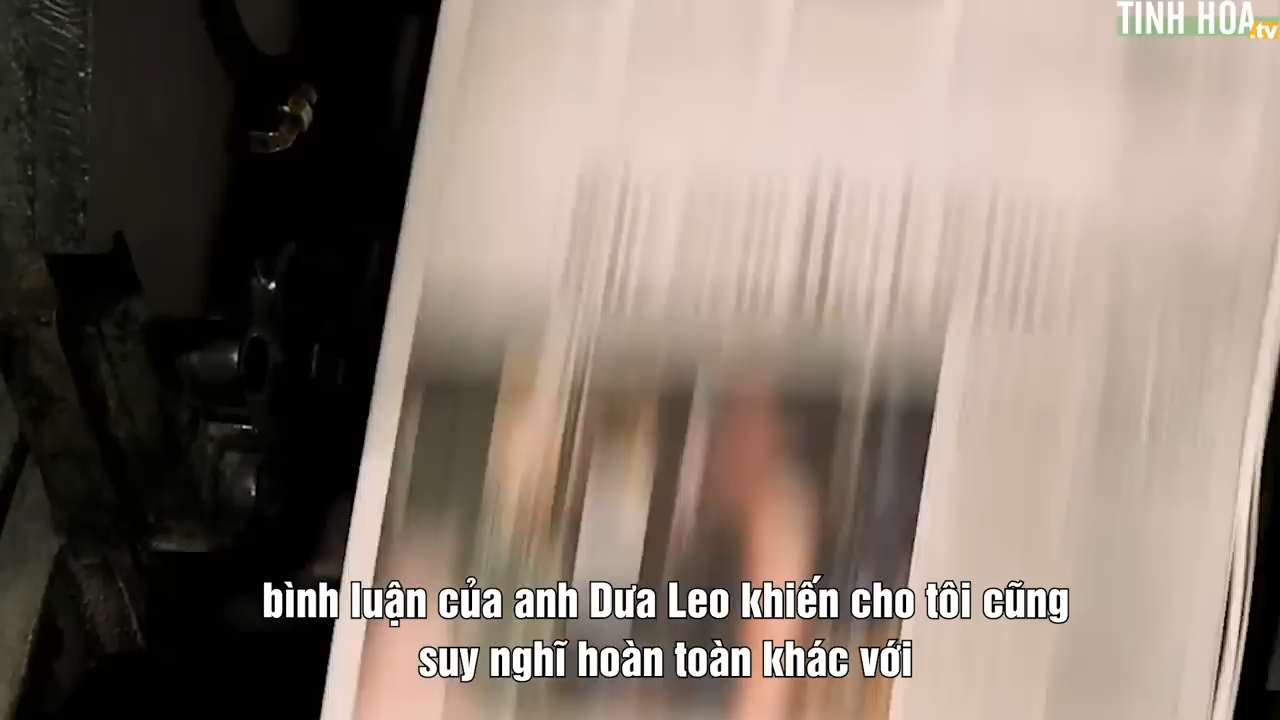 TINH HOA
.tv
bình luận của anh Dưa Leo khiến cho tôi cũng
suy nghĩ hoàn toàn khác với